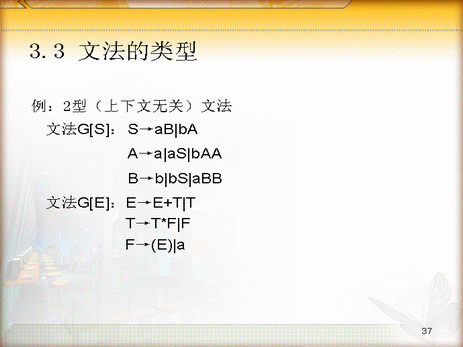 3.3 文法的类型
例：2型（上下文无关）文法
文法G[S]：S→aB|bA
A→a|aS|bAA
B→b|bS|aBB
文法G[E]：E→E+T|T
T→T*F|F
F→(E)|a
37